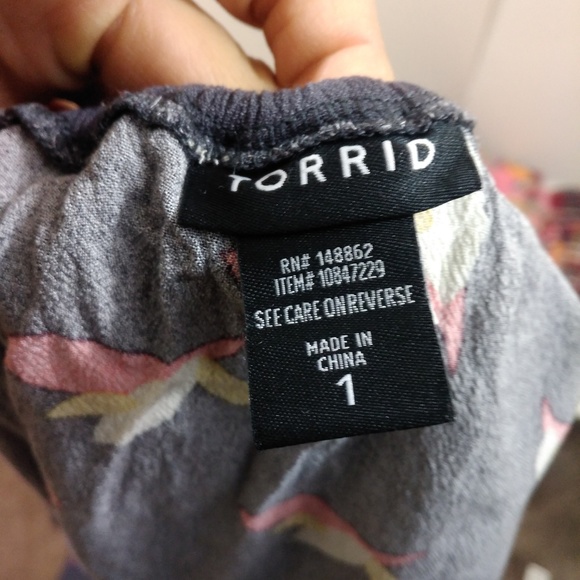 TORRID
RN# 148862
ITEM# 10847229
SEE CARE ON REVERSE
MADE IN
CHINA
1